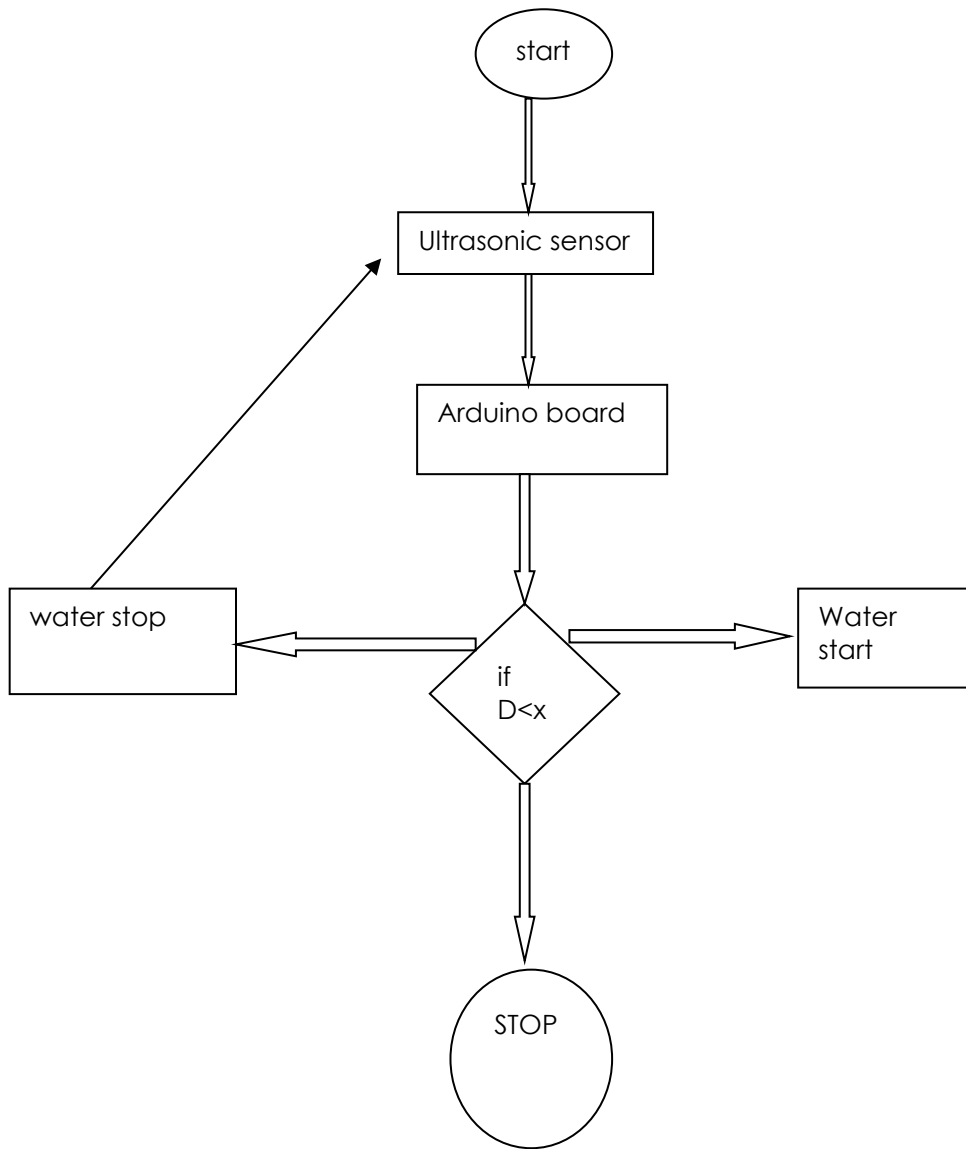 start
Ultrasonic sensor
Arduino board
water stop
Water
start
if
D<x
STOP